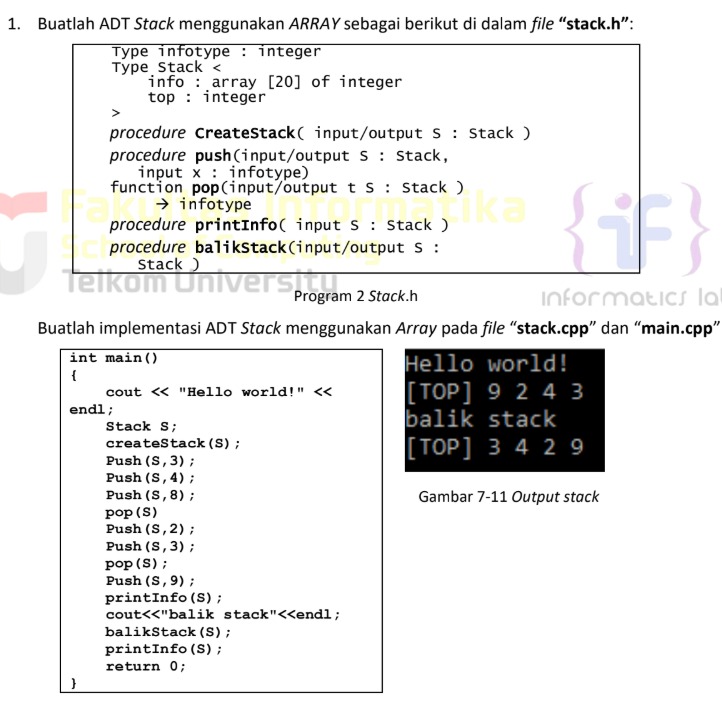 1. Buatlah ADT Stack menggunakan ARRAY sebagai berikut di dalam file "stack.h":
Type infotype : integer
Type Stack <
info : array [20] of integer
top : integer
>
procedure CreateStack( input/output S : Stack )
procedure push(input/output S : Stack,
input x : infotype)
function pop(input/output t S : Stack )
→ infotype
procedure printInfo( input S : Stack )
procedure balikStack(input/output S :
Stack )
Fakultas Informatika
School of Computing
Telkom University
informatics la
Program 2 Stack.h
Buatlah implementasi ADT Stack menggunakan Array pada file "stack.cpp" dan "main.cpp"
int main()
{
cout << "Hello world!" <<
endl;
Stack S;
createStack(S);
Push(S,3);
Push(S,4);
Push(S,8);
pop(S)
Push(S,2);
Push(S,3);
pop(S);
Push(S,9);
printInfo(S);
cout<<"balik stack"<<endl;
balikStack(S);
printInfo(S);
return 0;
}
Hello world!
[TOP] 9 2 4 3
balik stack
[TOP] 3 4 2 9
Gambar 7-11 Output stack